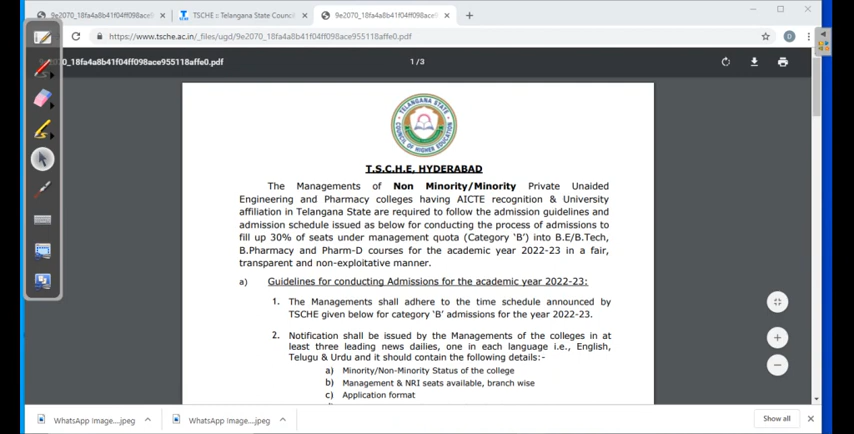 9e2070_18fa4a8b41f04ff098
TSCHE :: Telangana State Counci
9e2070_18fa4a8b41f04ff098ac
https://www.tsche.ac.in/_files/ugd/9e2070_18fa4a8b41f04ff098ace955118affe0.pdf
D
_18fa4a8b41f04ff098ace955118affe0.pdf
1 / 3
TELANGANA STATE
COUNCIL OF HIGHER EDUCATION
T.S.C.H.E, HYDERABAD
The Managements of Non Minority/Minority Private Unaided
Engineering and Pharmacy colleges having AICTE recognition & University
affiliation in Telangana State are required to follow the admission guidelines and
admission schedule issued as below for conducting the process of admissions to
fill up 30% of seats under management quota (Category ‘B’) into B.E/B.Tech,
B.Pharmacy and Pharm-D courses for the academic year 2022-23 in a fair,
transparent and non-exploitative manner.
a) Guidelines for conducting Admissions for the academic year 2022-23:
1. The Managements shall adhere to the time schedule announced by
TSCHE given below for category ‘B’ admissions for the year 2022-23.
2. Notification shall be issued by the Managements of the colleges in at
least three leading news dailies, one in each language i.e., English,
Telugu & Urdu and it should contain the following details:-
a) Minority/Non-Minority Status of the college
b) Management & NRI seats available, branch wise
c) Application format
WhatsApp Image....jpeg
WhatsApp Image....jpeg
Show all